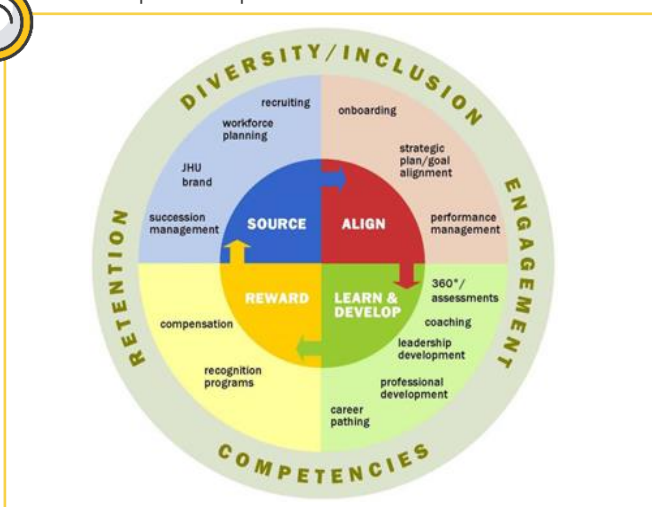 DIVERSITY/INCLUSION
recruiting
workforce
planning
JHU
brand
succession
management
onboarding
strategic
plan/goal
alignment
performance
management
RETENTION
ENGAGEMENT
SOURCE
ALIGN
REWARD
LEARN &
DEVELOP
360°/
assessments
coaching
leadership
development
professional
development
career
pathing
compensation
recognition
programs
COMPETENCIES